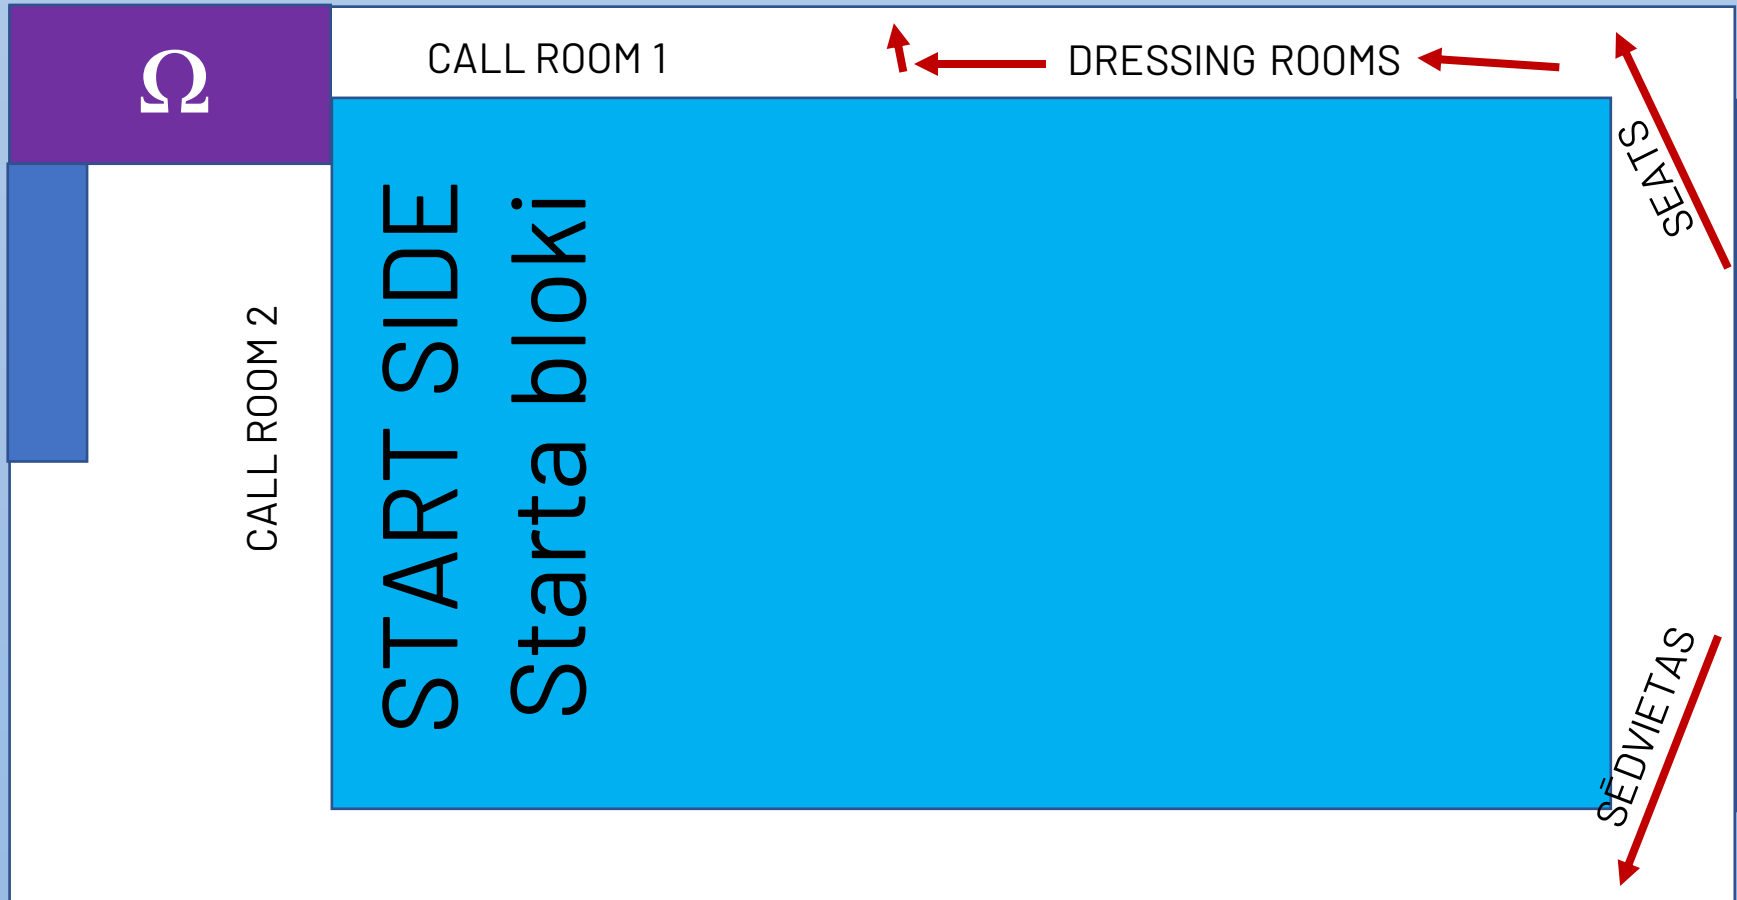 Ω
CALL ROOM 1
DRESSING ROOMS
SEATS
CALL ROOM 2
START SIDE
Starta bloki
SĒDVIETAS